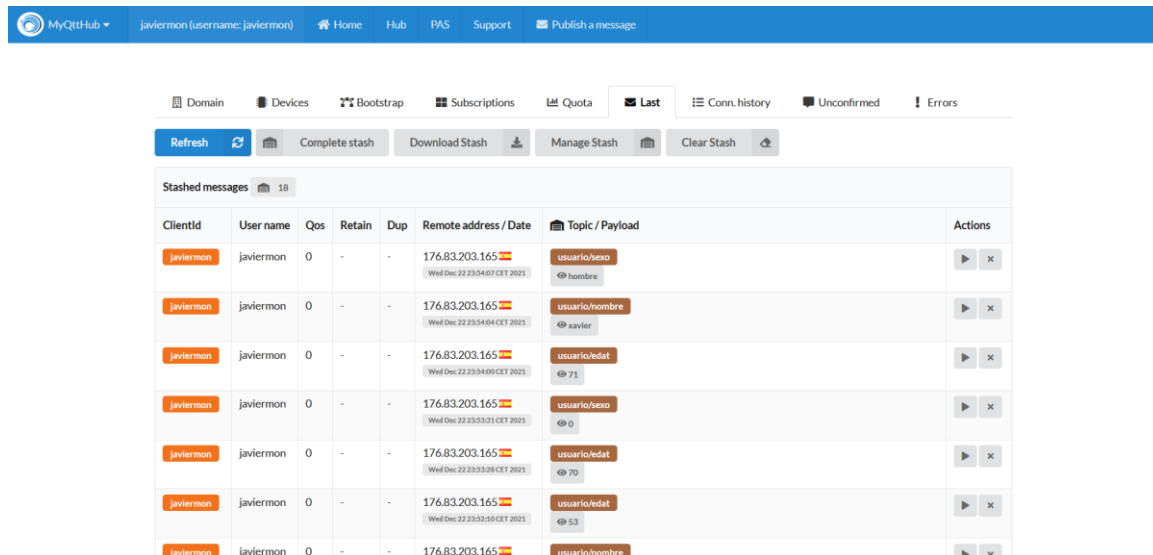 MyQttHub javiermon (username: javiermon) Home Hub PAS Support Publish a message
Domain Devices Bootstrap Subscriptions Quota Last Conn. history Unconfirmed Errors
Refresh Complete stash Download Stash Manage Stash Clear Stash
Stashed messages 18
ClientId User name Qos Retain Dup Remote address / Date Topic / Payload Actions
javiermon javiermon 0 - - 176.83.203.165 usuario/sexo
Wed Dec 22 23:54:07 CET 2021 hombre
javiermon javiermon 0 - - 176.83.203.165 usuario/nombre
Wed Dec 22 23:54:04 CET 2021 xavier
javiermon javiermon 0 - - 176.83.203.165 usuario/edat
Wed Dec 22 23:54:00 CET 2021 71
javiermon javiermon 0 - - 176.83.203.165 usuario/sexo
Wed Dec 22 23:53:31 CET 2021 0
javiermon javiermon 0 - - 176.83.203.165 usuario/edat
Wed Dec 22 23:53:28 CET 2021 70
javiermon javiermon 0 - - 176.83.203.165 usuario/edat
Wed Dec 22 23:52:10 CET 2021 53
javiermon javiermon 0 - - 176.83.203.165 usuario/nombre